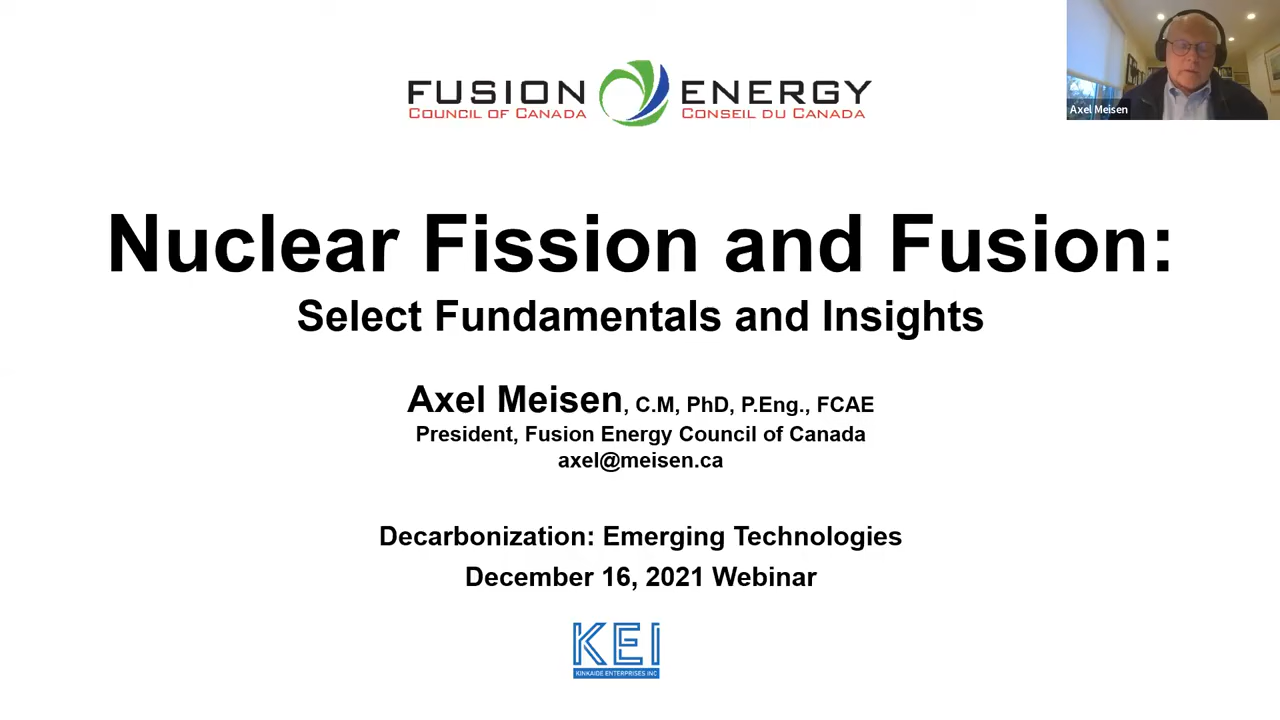 FUSION ENERGY
COUNCIL OF CANADA CONSEIL DU CANADA
Axel Meisen
Nuclear Fission and Fusion:
Select Fundamentals and Insights
Axel Meisen, C.M, PhD, P.Eng., FCAE
President, Fusion Energy Council of Canada
axel@meisen.ca
Decarbonization: Emerging Technologies
December 16, 2021 Webinar
KEI
KINKAIDE ENTERPRISES INC